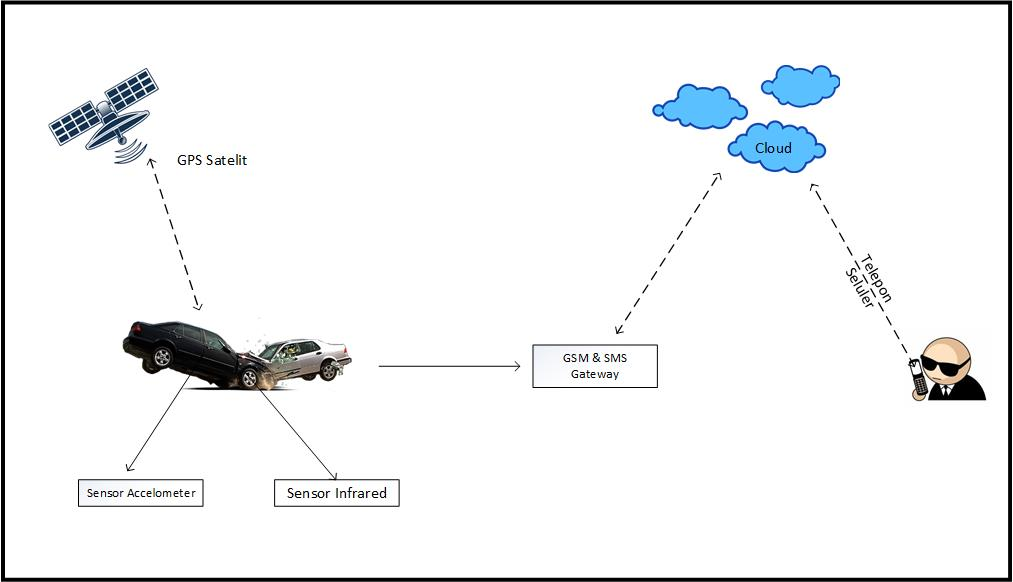 GPS Satelit
Cloud
Telepon
Seluler
GSM & SMS
Gateway
Sensor Accelometer
Sensor Infrared